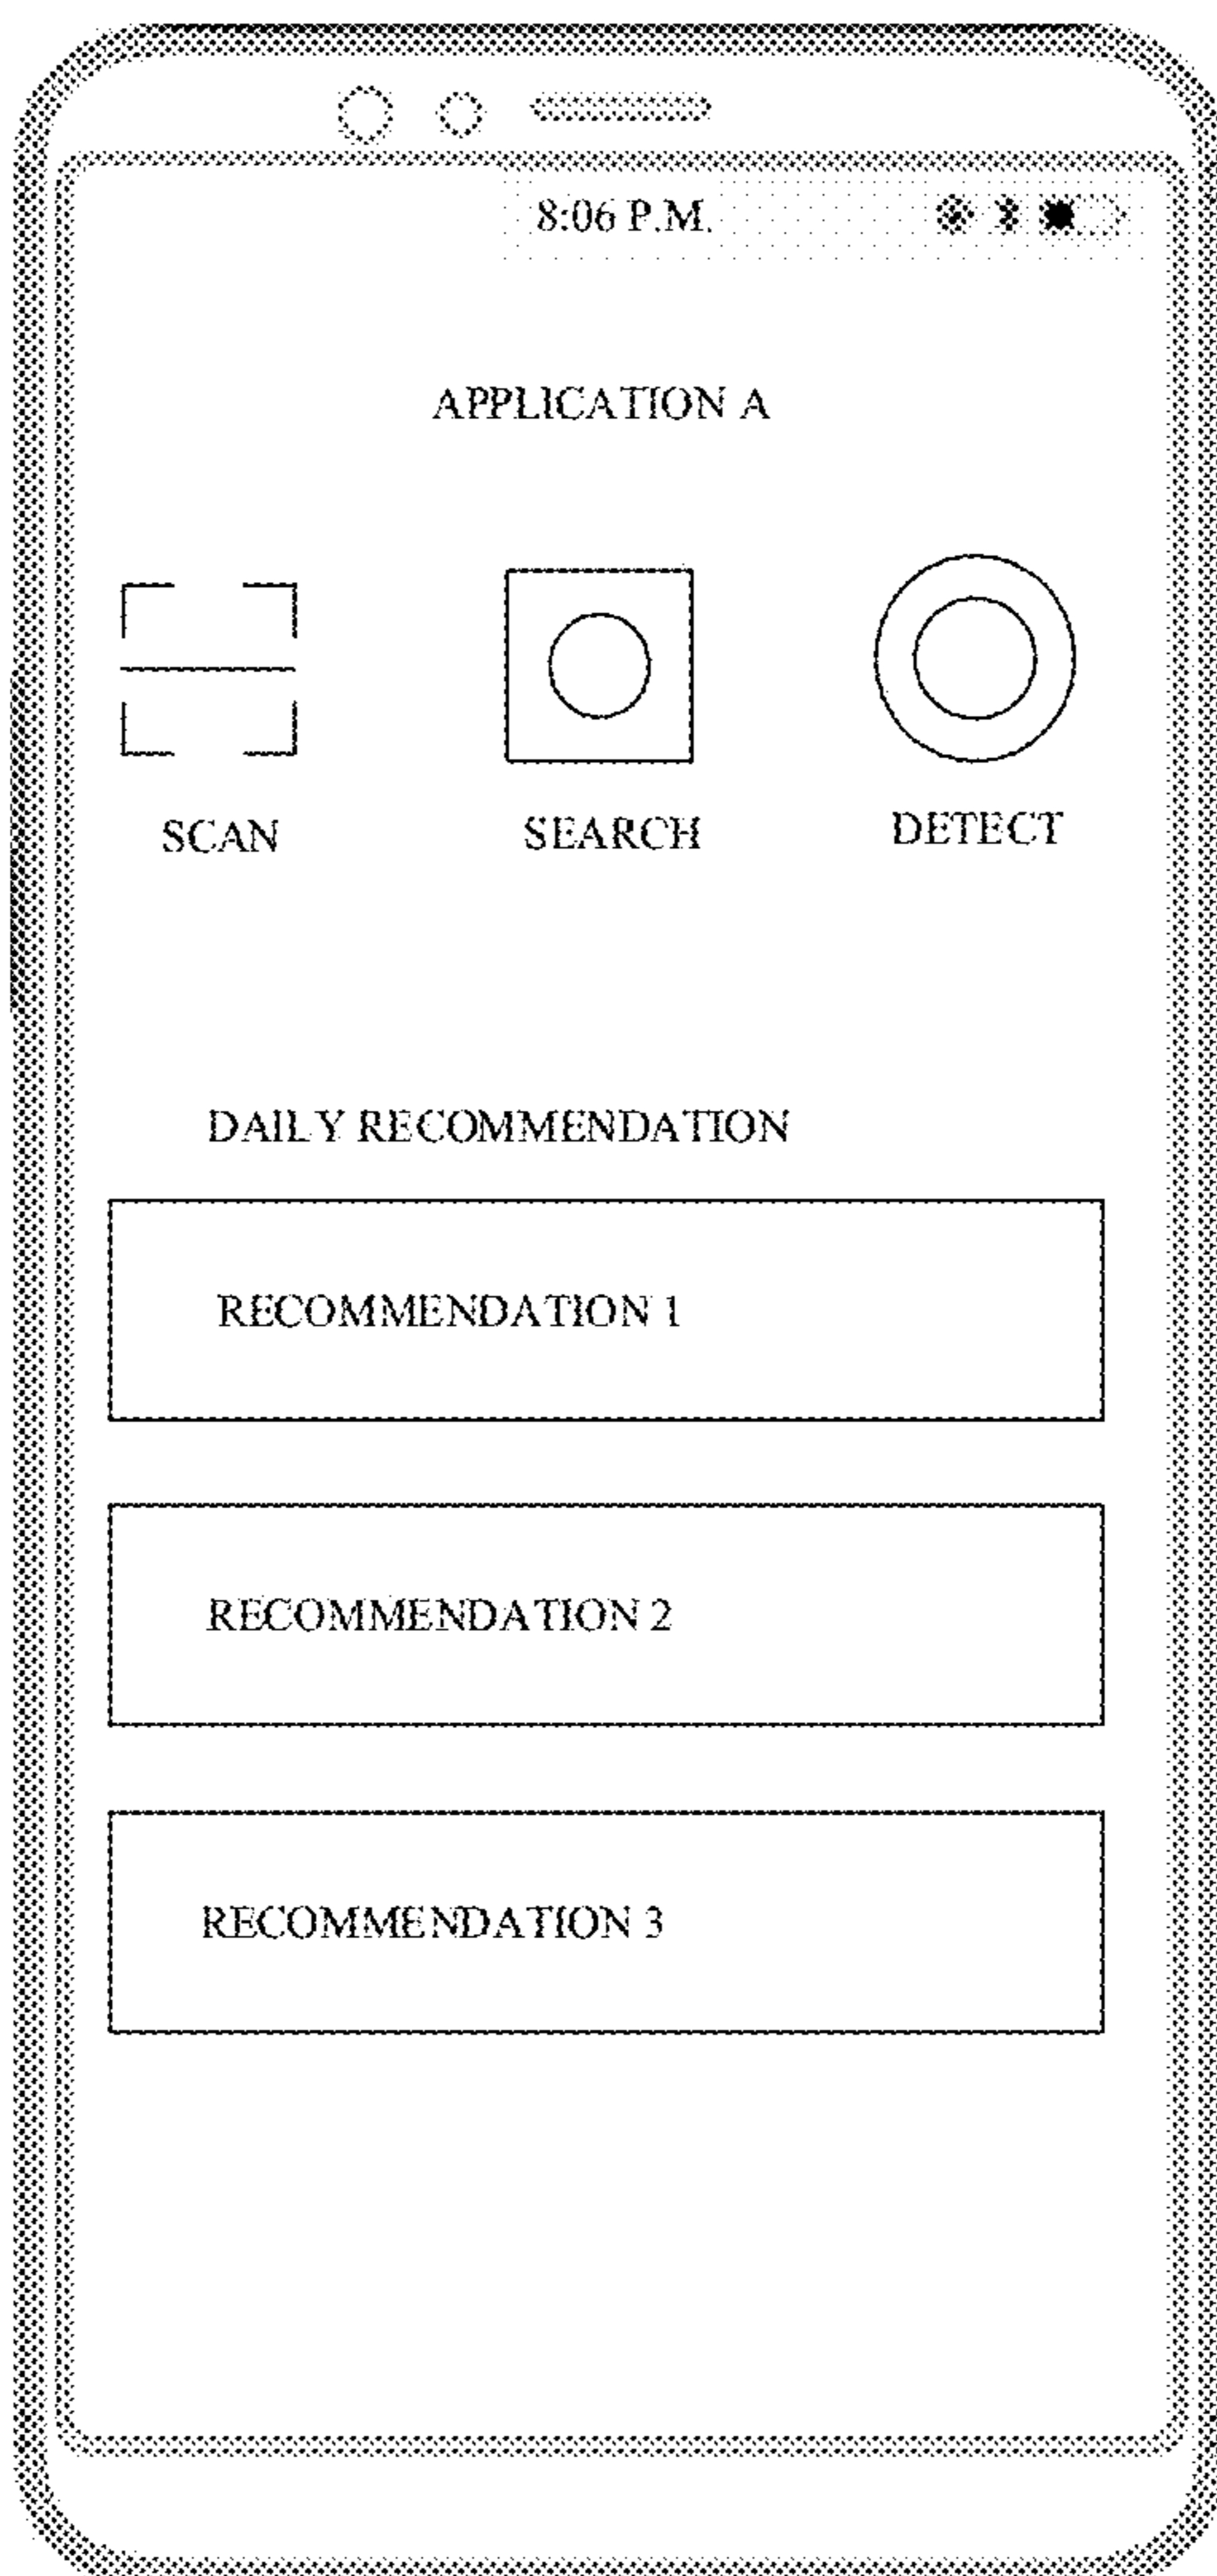 8:06 P.M.
APPLICATION A
SCAN
SEARCH
DETECT
DAILY RECOMMENDATION
RECOMMENDATION 1
RECOMMENDATION 2
RECOMMENDATION 3